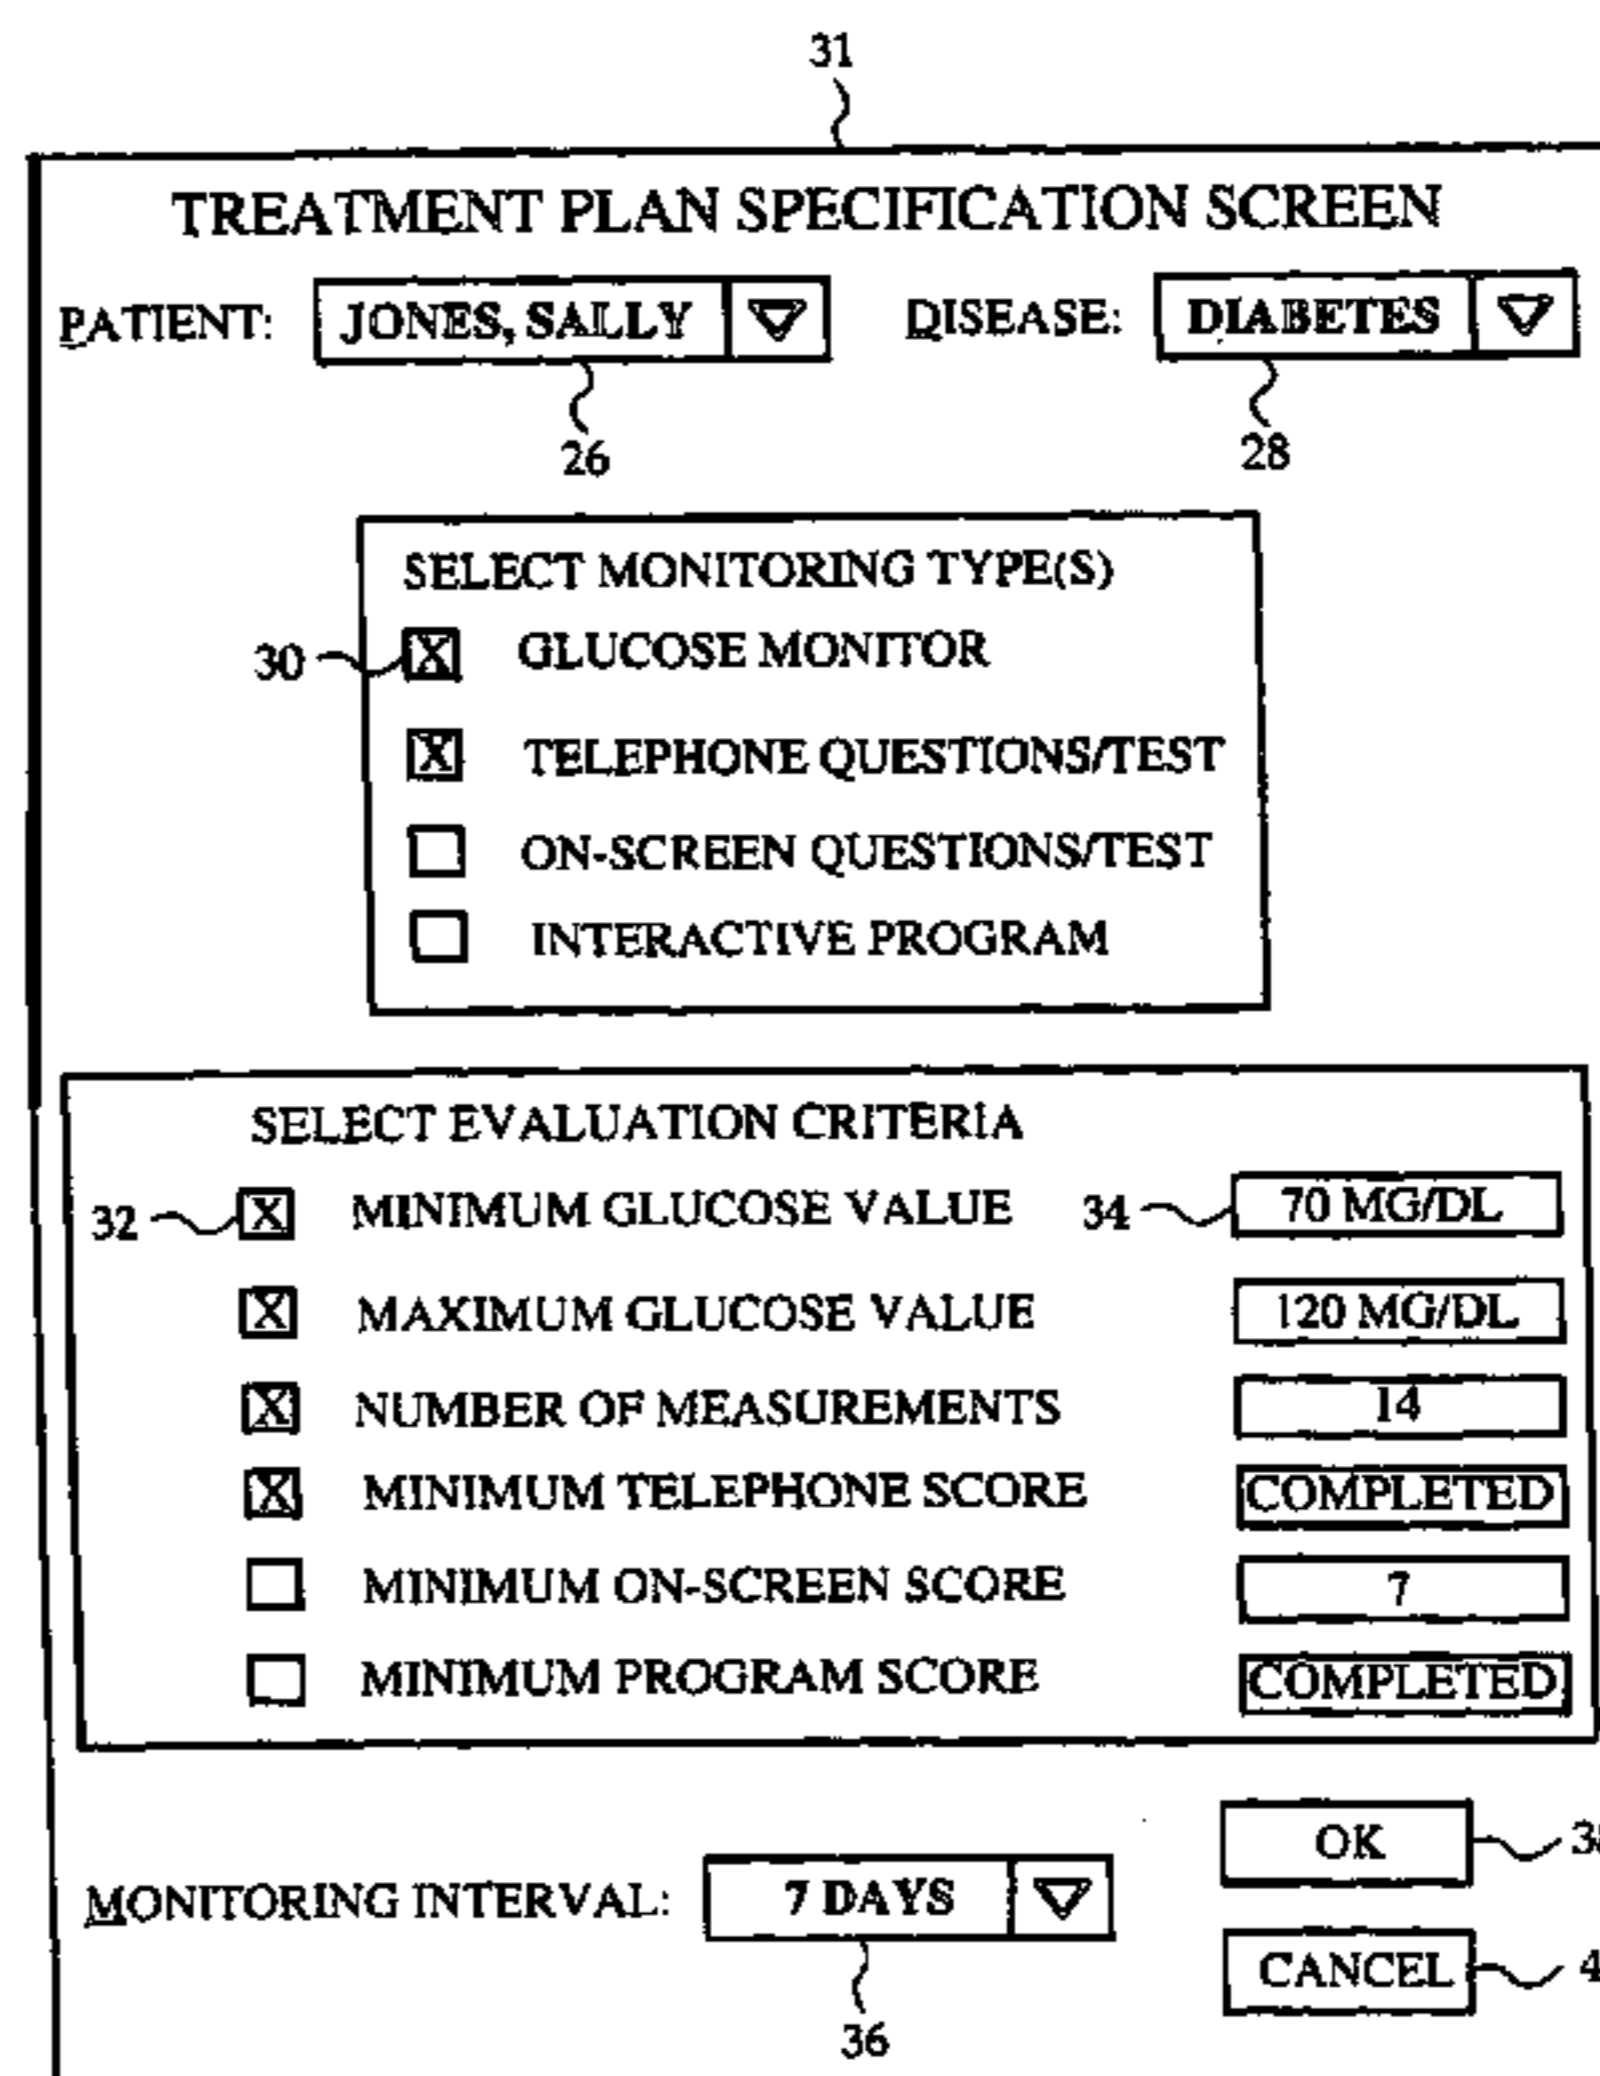 31
TREATMENT PLAN SPECIFICATION SCREEN
PATIENT: JONES, SALLY DISEASE: DIABETES
26 28
SELECT MONITORING TYPE(S)
30 X GLUCOSE MONITOR
X TELEPHONE QUESTIONS/TEST
ON-SCREEN QUESTIONS/TEST
INTERACTIVE PROGRAM
SELECT EVALUATION CRITERIA
32 X MINIMUM GLUCOSE VALUE 34 70 MG/DL
X MAXIMUM GLUCOSE VALUE 120 MG/DL
X NUMBER OF MEASUREMENTS 14
X MINIMUM TELEPHONE SCORE COMPLETED
MINIMUM ON-SCREEN SCORE 7
MINIMUM PROGRAM SCORE COMPLETED
OK
MONITORING INTERVAL: 7 DAYS
CANCEL
36